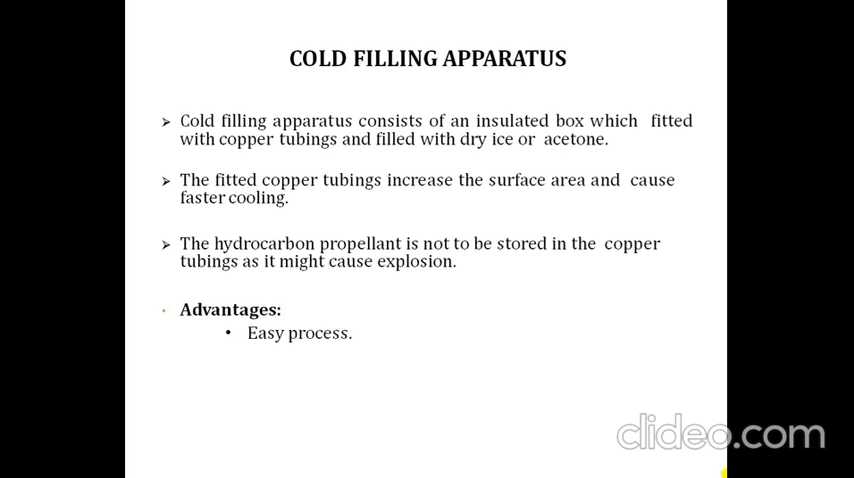 COLD FILLING APPARATUS
➢ Cold filling apparatus consists of an insulated box which fitted
with copper tubings and filled with dry ice or acetone.
➢ The fitted copper tubings increase the surface area and cause
faster cooling.
➢ The hydrocarbon propellant is not to be stored in the copper
tubings as it might cause explosion.
• Advantages:
• Easy process.
clideo.com